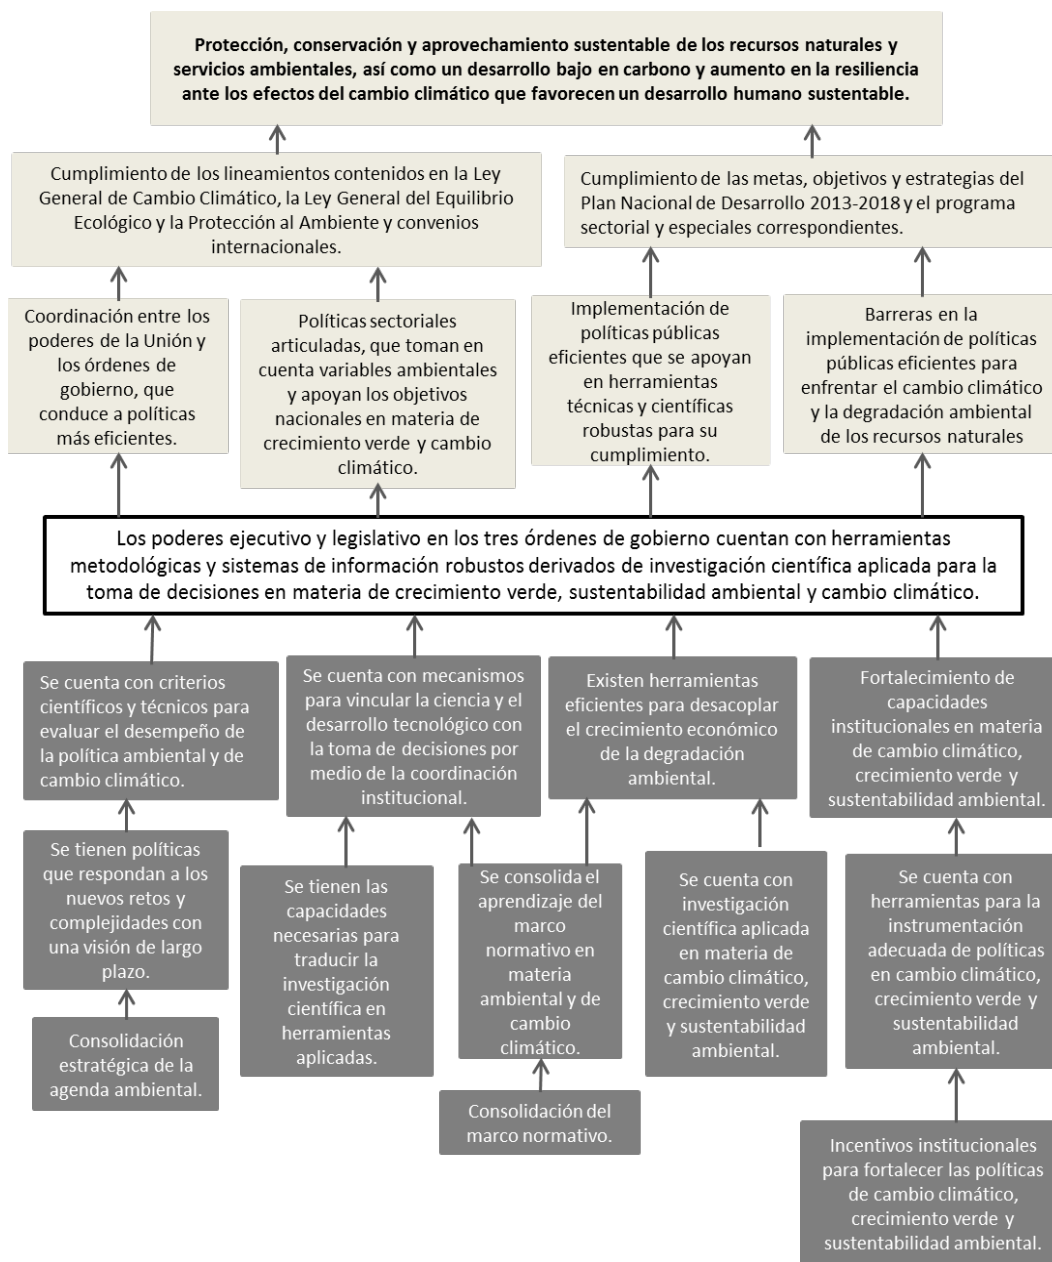 Protección, conservación y aprovechamiento sustentable de los recursos naturales y
servicios ambientales, así como un desarrollo bajo en carbono y aumento en la resiliencia
ante los efectos del cambio climático que favorecen un desarrollo humano sustentable.
Cumplimiento de los lineamientos contenidos en la Ley
General de Cambio Climático, la Ley General del Equilibrio
Ecológico y la Protección al Ambiente y convenios
internacionales.
Cumplimiento de las metas, objetivos y estrategias del
Plan Nacional de Desarrollo 2013-2018 y el programa
sectorial y especiales correspondientes.
Coordinación entre los
poderes de la Unión y
los órdenes de
gobierno, que
conduce a políticas
más eficientes.
Políticas sectoriales
articuladas, que toman en
cuenta variables ambientales
y apoyan los objetivos
nacionales en materia de
crecimiento verde y cambio
climático.
Implementación de
políticas públicas
eficientes que se apoyan
en herramientas
técnicas y científicas
robustas para su
cumplimiento.
Barreras en la
implementación de políticas
públicas eficientes para
enfrentar el cambio climático
y la degradación ambiental
de los recursos naturales
Los poderes ejecutivo y legislativo en los tres órdenes de gobierno cuentan con herramientas
metodológicas y sistemas de información robustos derivados de investigación científica aplicada para la
toma de decisiones en materia de crecimiento verde, sustentabilidad ambiental y cambio climático.
Se cuenta con criterios
científicos y técnicos para
evaluar el desempeño de
la política ambiental y de
cambio climático.
Se cuenta con mecanismos
para vincular la ciencia y el
desarrollo tecnológico con
la toma de decisiones por
medio de la coordinación
institucional.
Existen herramientas
eficientes para desacoplar
el crecimiento económico
de la degradación
ambiental.
Fortalecimiento de
capacidades
institucionales en materia
de cambio climático,
crecimiento verde y
sustentabilidad ambiental.
Se tienen políticas
que respondan a los
nuevos retos y
complejidades con
una visión de largo
plazo.
Se tienen las
capacidades
necesarias para
traducir la
investigación
científica en
herramientas
aplicadas.
Se consolida el
aprendizaje del
marco
normativo en
materia
ambiental y de
cambio
climático.
Se cuenta con
investigación
científica aplicada
en materia de
cambio climático,
crecimiento verde
y sustentabilidad
ambiental.
Se cuenta con
herramientas para la
instrumentación
adecuada de políticas
en cambio climático,
crecimiento verde y
sustentabilidad
ambiental.
Consolidación
estratégica de la
agenda ambiental.
Consolidación del
marco normativo.
Incentivos institucionales
para fortalecer las políticas
de cambio climático,
crecimiento verde y
sustentabilidad ambiental.